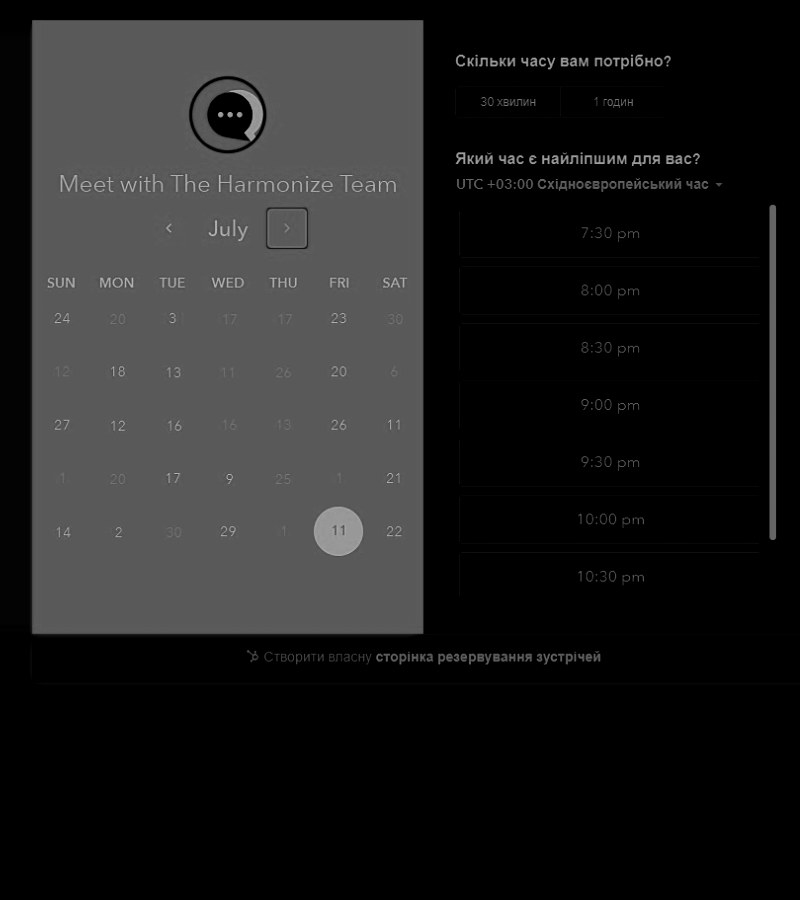 Meet with The Harmonize Team
July
SUN MON TUE WED THU FRI SAT
24 20 3 17 17 23 30
12 18 13 11 26 20 6
27 12 16 16 13 26 11
1 20 17 9 25 1 21
14 2 30 29 1 11 22
Скільки часу вам потрібно?
30 хвилин 1 годин
Який час є найліпшим для вас?
UTC +03:00 Східноєвропейський час
7:30 pm
8:00 pm
8:30 pm
9:00 pm
9:30 pm
10:00 pm
10:30 pm
Створити власну сторінка резервування зустрічей